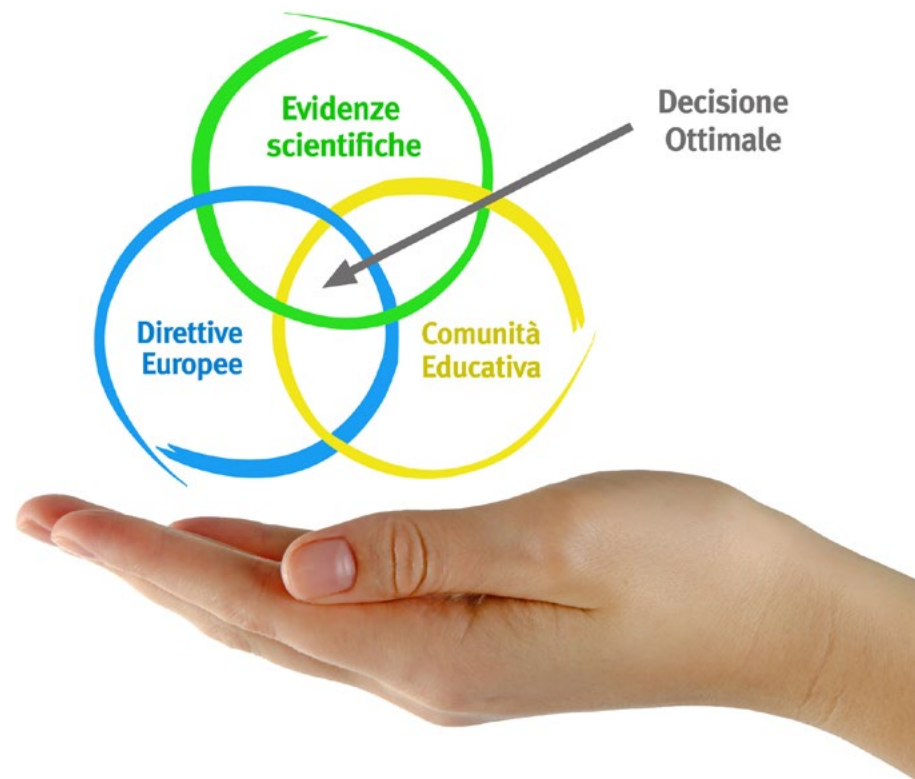 Evidenze
scientifiche
Decisione
Ottimale
Direttive
Europee
Comunità
Educativa